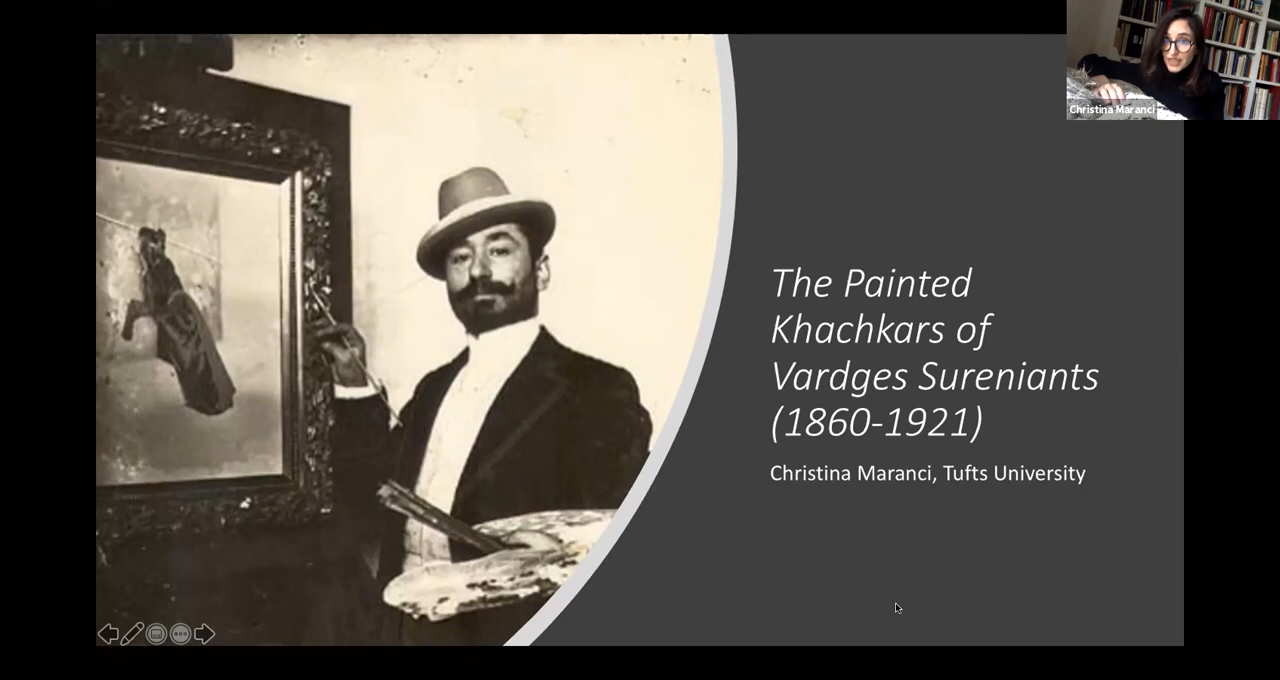 Christina Maranci
The Painted
Khachkars of
Vardges Sureniants
(1860-1921)
Christina Maranci, Tufts University